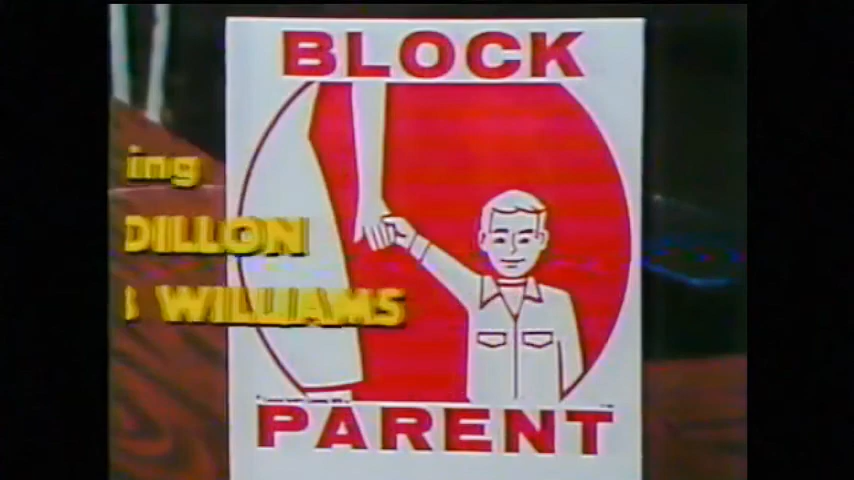 BLOCK
ing
DILLON
WILLIAMS
PARENT